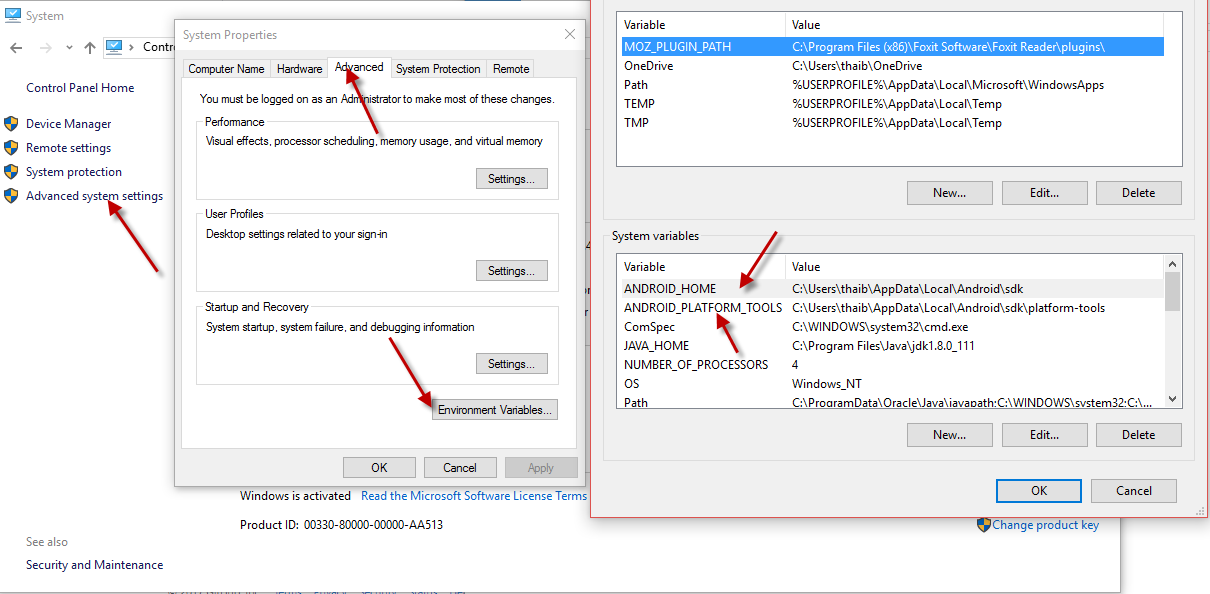 System
Contr
Control Panel Home
Device Manager
Remote settings
System protection
Advanced system settings
See also
Security and Maintenance
System Properties
Computer Name Hardware Advanced System Protection Remote
You must be logged on as an Administrator to make most of these changes.
Performance
Visual effects, processor scheduling, memory usage, and virtual memory
Settings...
User Profiles
Desktop settings related to your sign-in
Settings...
Startup and Recovery
System startup, system failure, and debugging information
Settings...
Environment Variables...
OK Cancel Apply
Windows is activated Read the Microsoft Software License Terms
Product ID: 00330-80000-00000-AA513
Change product key
Variable Value
MOZ_PLUGIN_PATH C:\Program Files (x86)\Foxit Software\Foxit Reader\plugins\
OneDrive C:\Users\thaib\OneDrive
Path %USERPROFILE%\AppData\Local\Microsoft\WindowsApps
TEMP %USERPROFILE%\AppData\Local\Temp
TMP %USERPROFILE%\AppData\Local\Temp
New... Edit... Delete
System variables
Variable Value
ANDROID_HOME C:\Users\thaib\AppData\Local\Android\sdk
ANDROID_PLATFORM_TOOLS C:\Users\thaib\AppData\Local\Android\sdk\platform-tools
ComSpec C:\WINDOWS\system32\cmd.exe
JAVA_HOME C:\Program Files\Java\jdk1.8.0_111
NUMBER_OF_PROCESSORS 4
OS Windows_NT
Path C:\ProgramData\Oracle\Java\javapath;C:\WINDOWS\system32;C:\...
New... Edit... Delete
OK Cancel